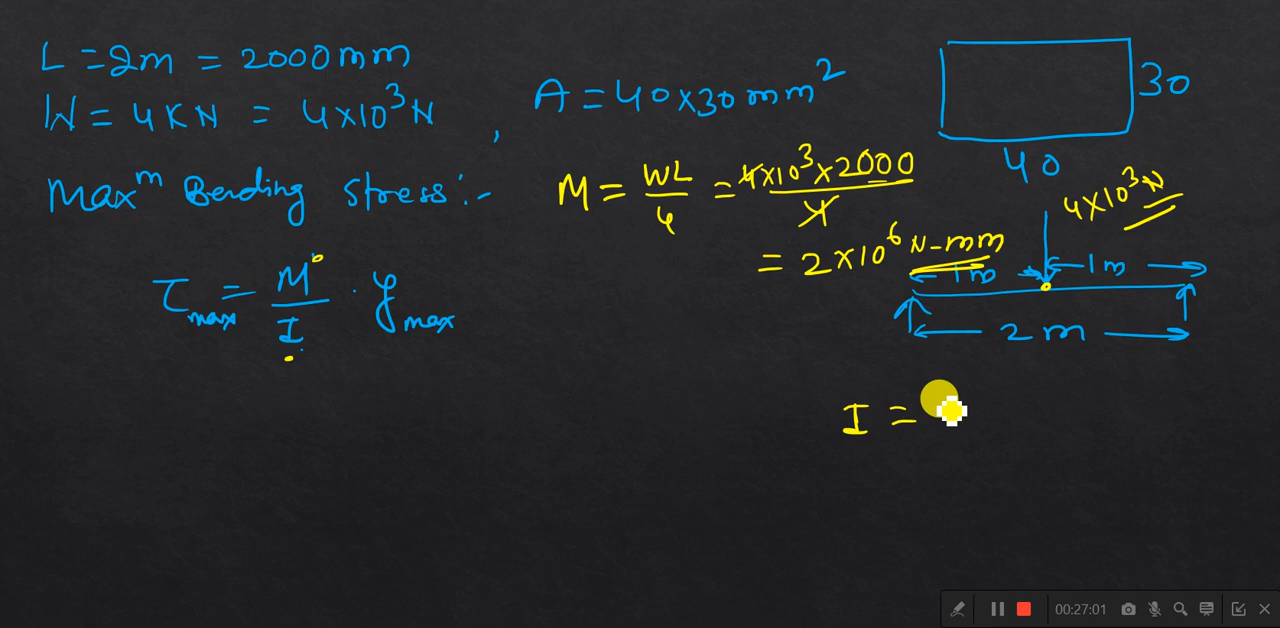 L = 2m = 2000 mm
W = 4 KN = 4×10³ N , A = 40×30 mm²
30
40
Maxᵐ Bending stress :-
M = WL/4 = 4×10³×2000/4
= 2×10⁶ N-mm
4×10³ N
1m 1m
2 m
τmax = M/I · ymax
I =
00:27:01